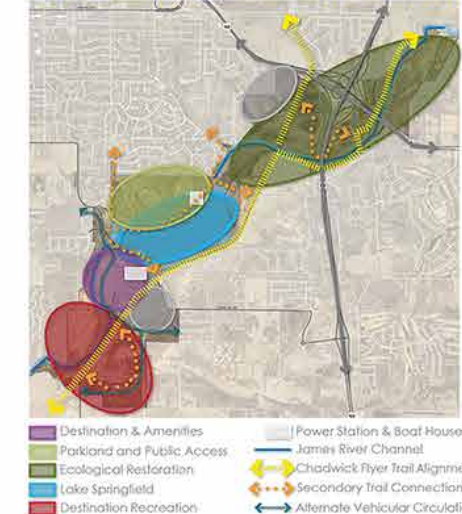 Destination & Amenities
Parkland and Public Access
Ecological Restoration
Lake Springfield
Destination Recreation
Power Station & Boat House
James River Channel
Chadwick Flyer Trail Alignme
Secondary Trail Connection
Alternate Vehicular Circulati